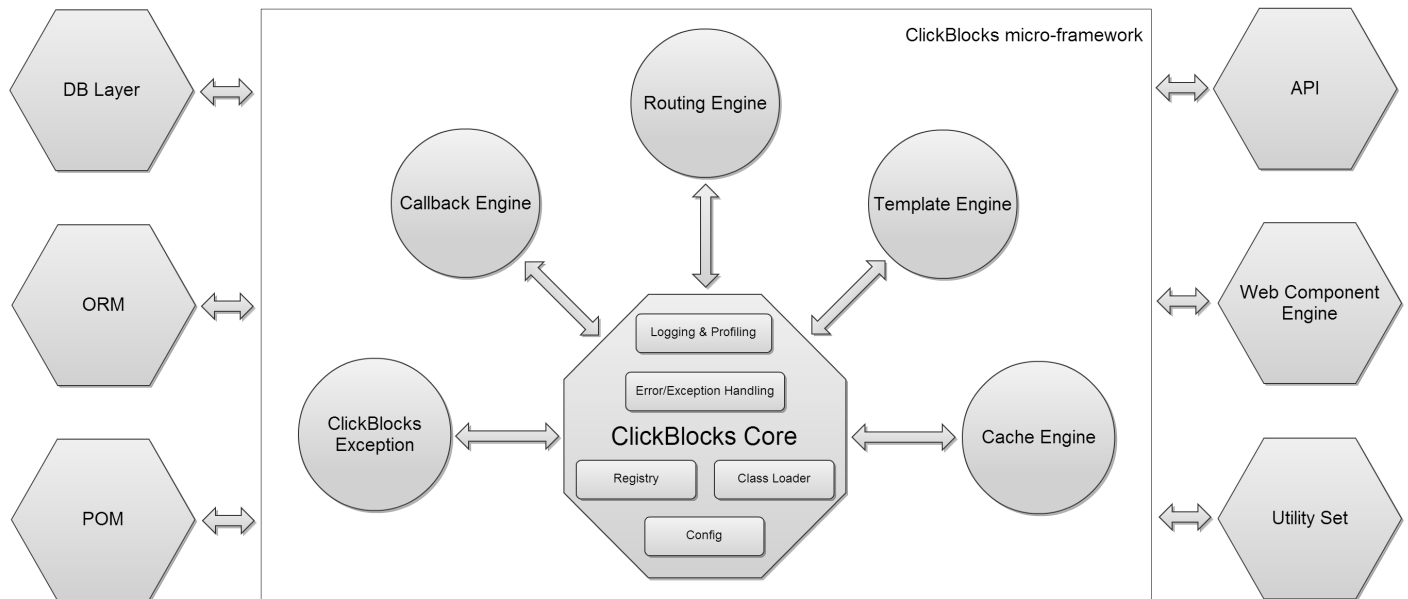 ClickBlocks micro-framework
DB Layer
ORM
POM
Routing Engine
Callback Engine
Template Engine
ClickBlocks
Exception
Cache Engine
Logging & Profiling
Error/Exception Handling
ClickBlocks Core
Registry
Class Loader
Config
API
Web Component
Engine
Utility Set